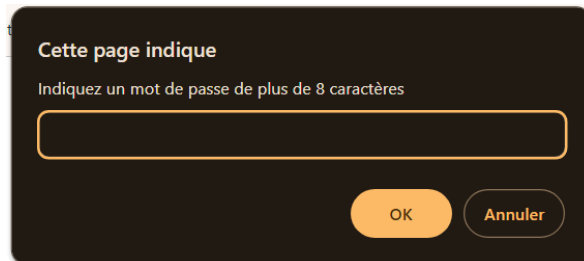 Cette page indique
Indiquez un mot de passe de plus de 8 caractères
OK
Annuler